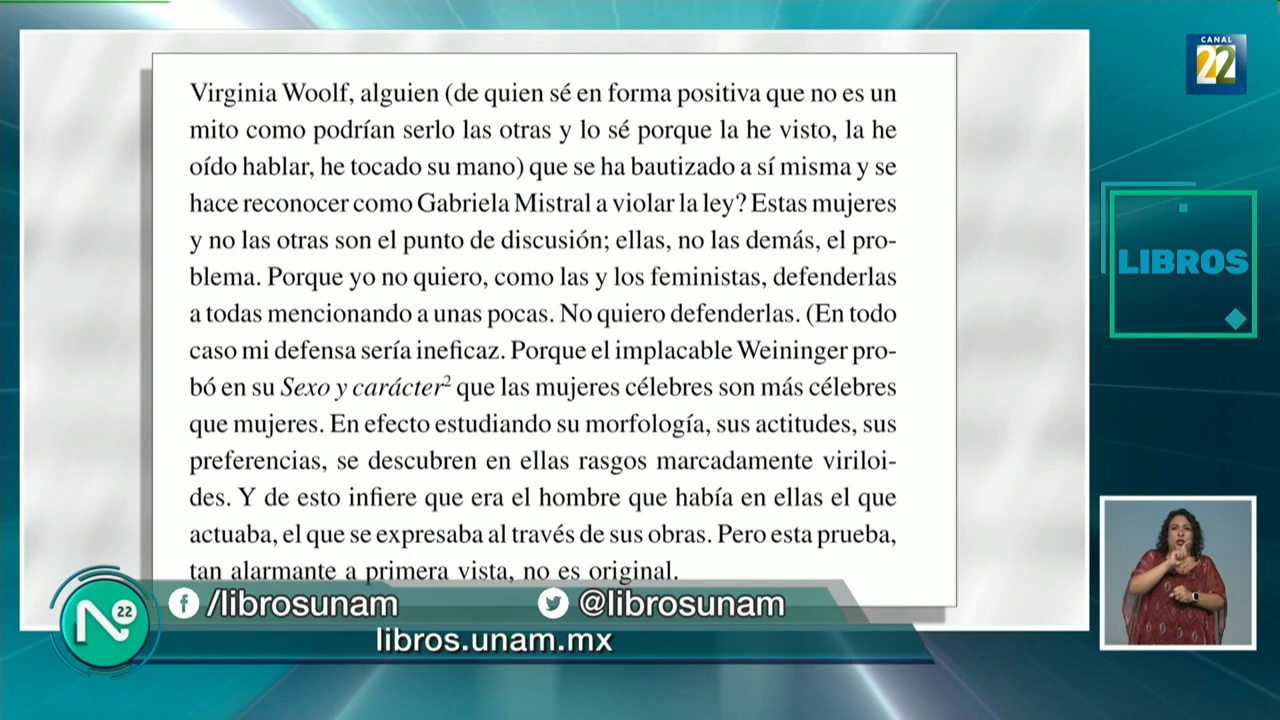 CANAL
22
Virginia Woolf, alguien (de quien sé en forma positiva que no es un
mito como podrían serlo las otras y lo sé porque la he visto, la he
oído hablar, he tocado su mano) que se ha bautizado a sí misma y se
hace reconocer como Gabriela Mistral a violar la ley? Estas mujeres
y no las otras son el punto de discusión; ellas, no las demás, el pro-
blema. Porque yo no quiero, como las y los feministas, defenderlas
a todas mencionando a unas pocas. No quiero defenderlas. (En todo
caso mi defensa sería ineficaz. Porque el implacable Weininger pro-
bó en su Sexo y carácter² que las mujeres célebres son más célebres
que mujeres. En efecto estudiando su morfología, sus actitudes, sus
preferencias, se descubren en ellas rasgos marcadamente viriloi-
des. Y de esto infiere que era el hombre que había en ellas el que
actuaba, el que se expresaba al través de sus obras. Pero esta prueba,
tan alarmante a primera vista, no es original.
LIBROS
N22
/librosunam
@librosunam
libros.unam.mx